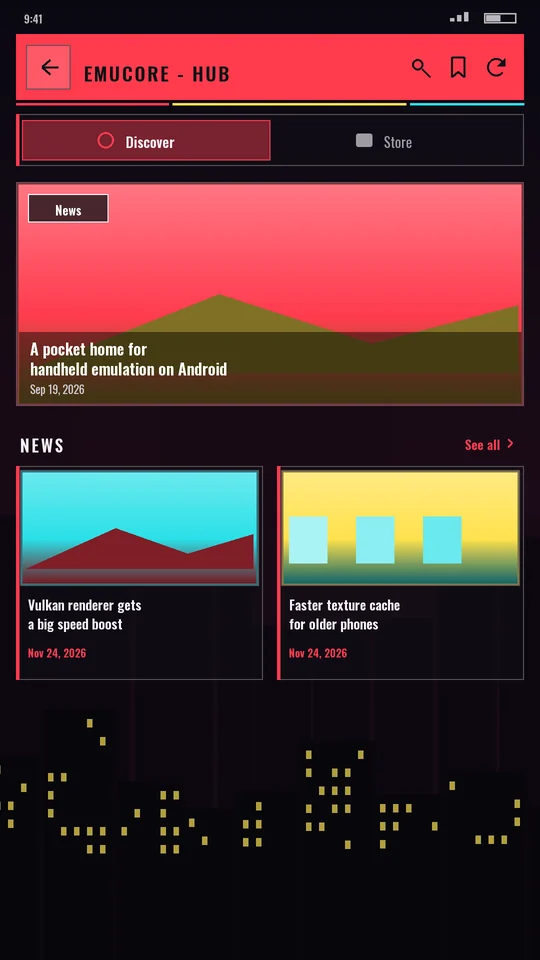 9:41
EMUCORE - HUB
Discover
Store
News
A pocket home for
handheld emulation on Android
Sep 19, 2026
NEWS
See all
Vulkan renderer gets
a big speed boost
Nov 24, 2026
Faster texture cache
for older phones
Nov 24, 2026